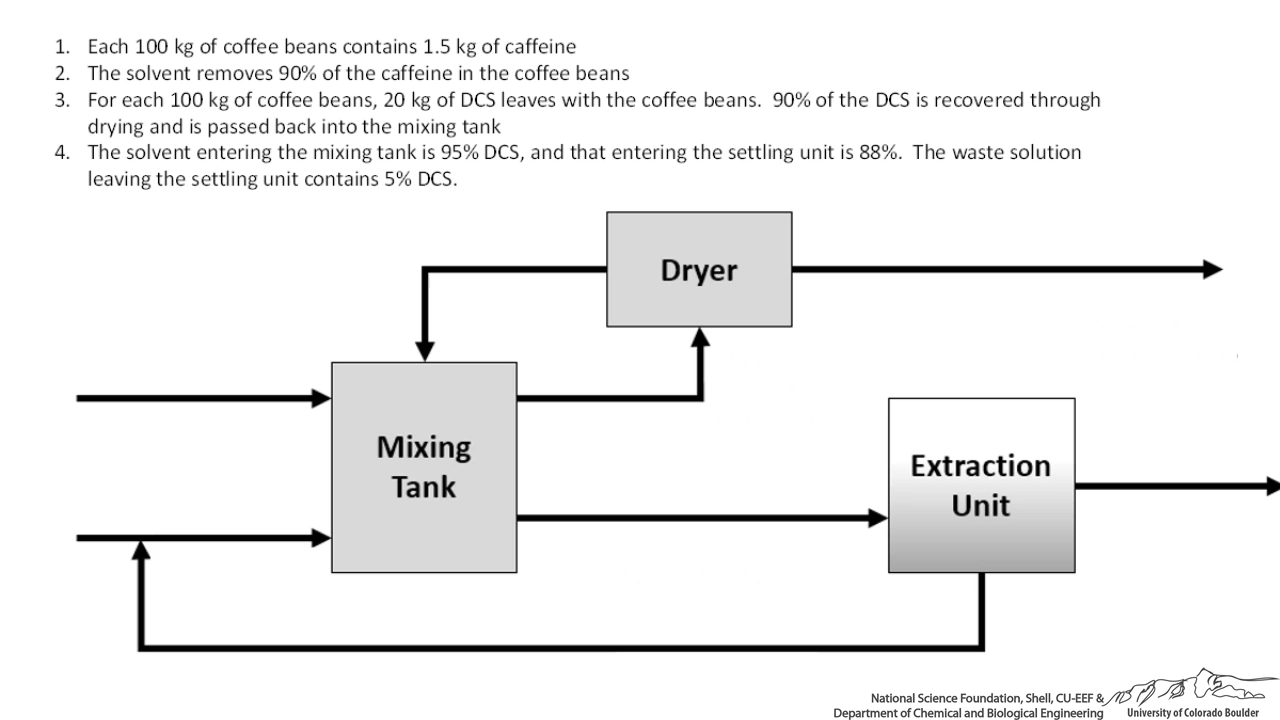 1. Each 100 kg of coffee beans contains 1.5 kg of caffeine
2. The solvent removes 90% of the caffeine in the coffee beans
3. For each 100 kg of coffee beans, 20 kg of DCS leaves with the coffee beans.  90% of the DCS is recovered through
drying and is passed back into the mixing tank
4. The solvent entering the mixing tank is 95% DCS, and that entering the settling unit is 88%.  The waste solution
leaving the settling unit contains 5% DCS.
Dryer
Mixing
Tank
Extraction
Unit
National Science Foundation, Shell, CU-EEF &
Department of Chemical and Biological Engineering
University of Colorado Boulder